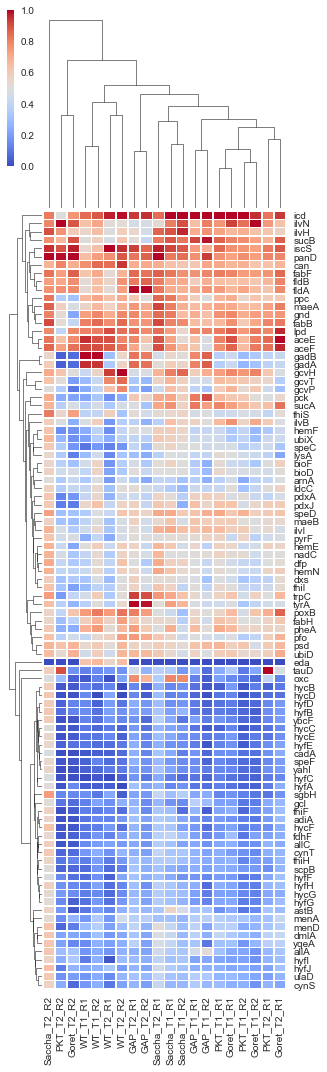 1.0
0.8
0.6
0.4
0.2
0.0
icd
ilvN
ilvH
sucB
iscS
panD
can
fabF
fldB
fldA
ppc
maeA
gnd
fabB
lpd
aceE
aceF
gadB
gadA
gcvH
gcvT
gcvP
pck
sucA
thiS
ilvB
hemF
ubiX
speC
lysA
bioF
bioD
arnA
ldcC
pdxA
pdxJ
speD
maeB
ilvI
pyrF
hemE
nadC
dfp
hemN
dxs
thiI
trpC
tyrA
poxB
fabH
pheA
pfo
psd
ubiD
eda
tauD
oxc
hycB
hycD
hyfD
hyfB
ybcF
hycC
hycE
hyfE
cadA
speF
yahI
hyfC
hyfA
sgbH
gcl
thiF
adiA
hycF
fdhF
allC
cynT
thiH
scpB
hyfF
hyfH
hycG
hyfG
astB
menA
menD
dmlA
yqeA
allA
hyfI
hyfJ
ulaD
cynS
Saccha_T2_R2
PKT_T2_R2
Goret_T2_R2
WT_T1_R1
WT_T1_R2
WT_T2_R1
WT_T2_R2
GAP_T2_R1
GAP_T2_R2
Saccha_T2_R1
Saccha_T1_R1
Saccha_T1_R2
GAP_T1_R1
GAP_T1_R2
PKT_T1_R1
Goret_T1_R1
Goret_T1_R2
PKT_T1_R2
PKT_T2_R1
Goret_T2_R1